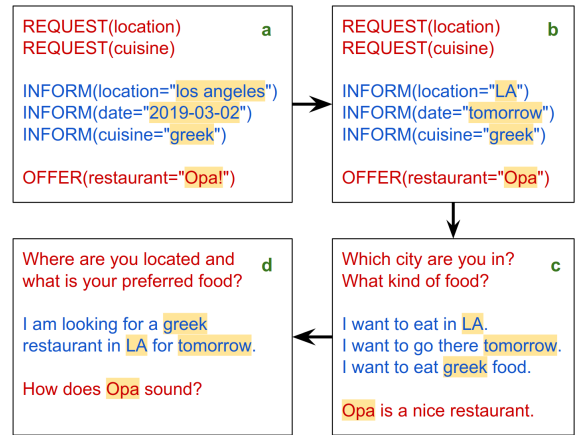 a
REQUEST(location)
REQUEST(cuisine)
INFORM(location="los angeles")
INFORM(date="2019-03-02")
INFORM(cuisine="greek")
OFFER(restaurant="Opa!")
b
REQUEST(location)
REQUEST(cuisine)
INFORM(location="LA")
INFORM(date="tomorrow")
INFORM(cuisine="greek")
OFFER(restaurant="Opa")
c
Which city are you in?
What kind of food?
I want to eat in LA.
I want to go there tomorrow.
I want to eat greek food.
Opa is a nice restaurant.
d
Where are you located and
what is your preferred food?
I am looking for a greek
restaurant in LA for tomorrow.
How does Opa sound?